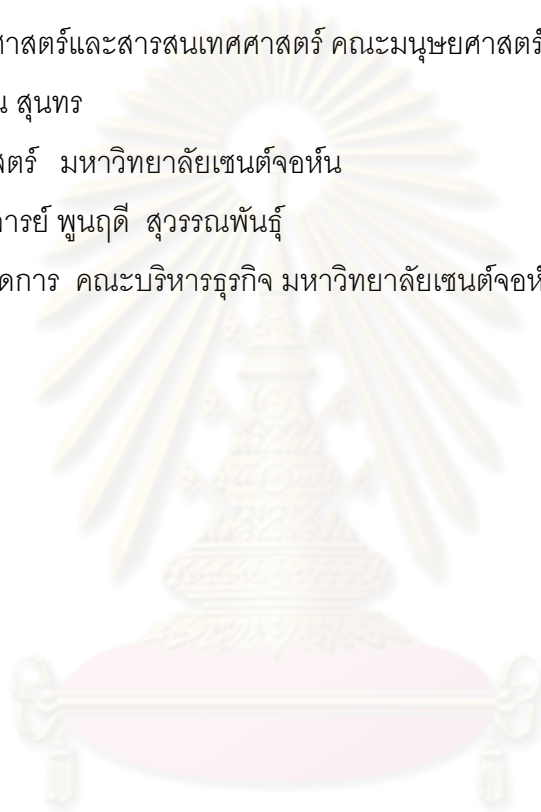 ศาสตร์และสารสนเทศศาสตร์ คณะมนุษยศาสตร์
น สุนทร
สตร์ มหาวิทยาลัยเซนต์จอห์น
ารย์ พูนฤดี สุวรรณพันธุ์
ดการ คณะบริหารธุรกิจ มหาวิทยาลัยเซนต์จอห์